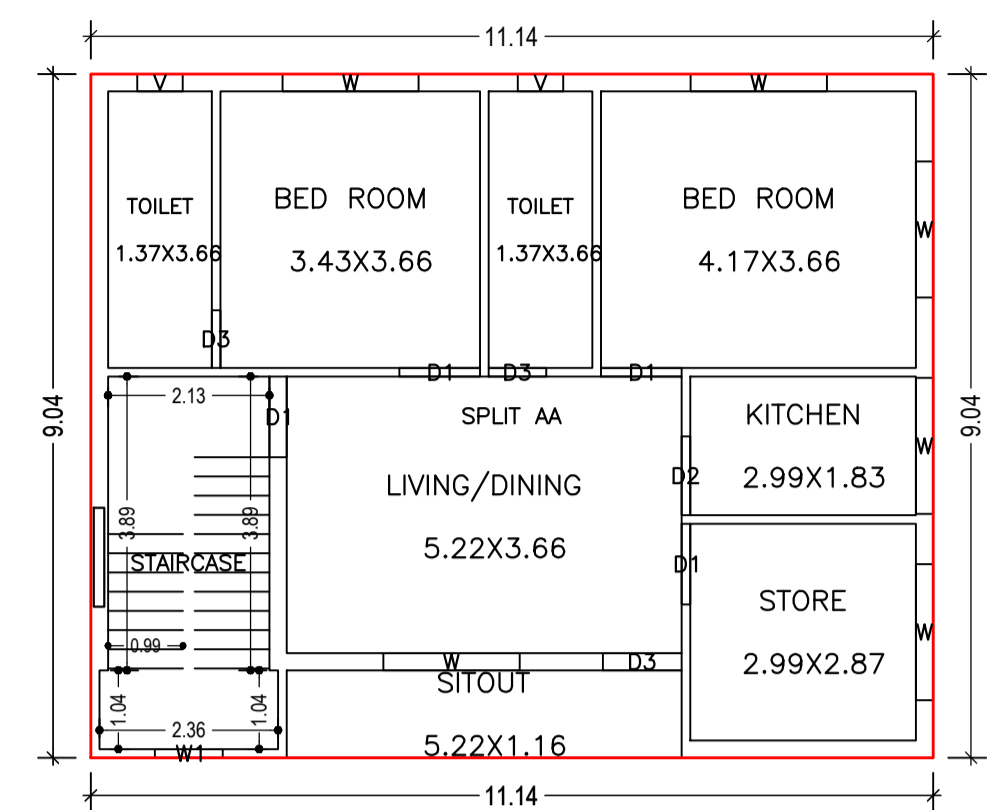 11.14
V W V W
TOILET BED ROOM TOILET BED ROOM
1.37X3.66 3.43X3.66 1.37X3.66 4.17X3.66
W
D3
D1 D3 D1
2.13
9.04 9.04
D1 SPLIT AA KITCHEN
W
D2 2.99X1.83
LIVING/DINING
3.89 3.89
5.22X3.66
STAIRCASE D1
STORE
W
0.99
W D3 2.99X2.87
SITOUT
1.04 1.04
2.36
5.22X1.16
W1
11.14